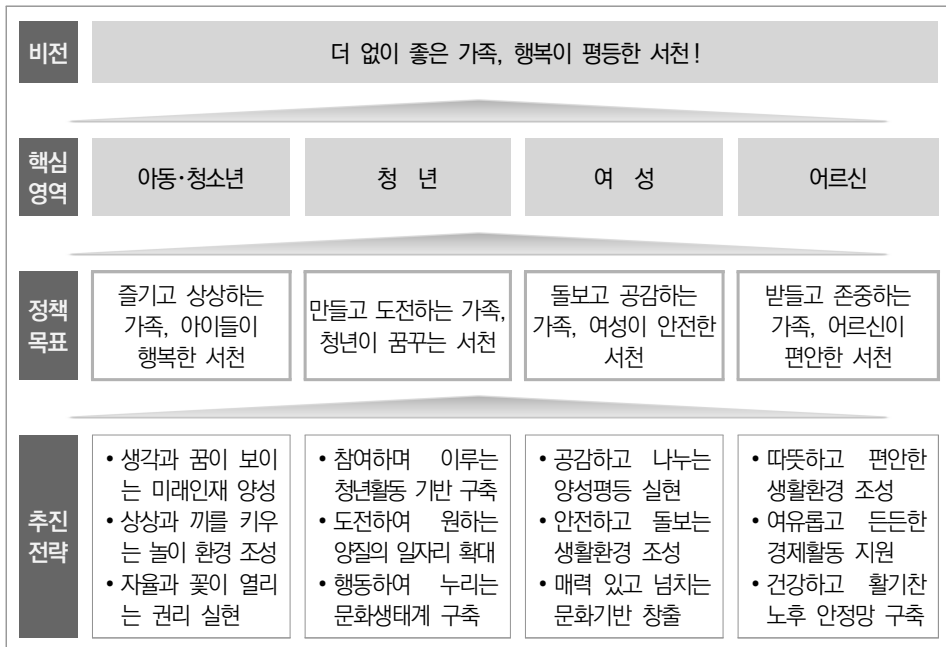 비전
더 없이 좋은 가족, 행복이 평등한 서천!
핵심
영역
아동·청소년
청 년
여 성
어르신
정책
목표
즐기고 상상하는
가족, 아이들이
행복한 서천
만들고 도전하는 가족,
청년이 꿈꾸는 서천
돌보고 공감하는
가족, 여성이 안전한
서천
받들고 존중하는
가족, 어르신이
편안한 서천
추진
전략
• 생각과 꿈이 보이
는 미래인재 양성
• 상상과 끼를 키우
는 놀이 환경 조성
• 자율과 꽃이 열리
는 권리 실현
• 참여하며 이루는
청년활동 기반 구축
• 도전하여 원하는
양질의 일자리 확대
• 행동하여 누리는
문화생태계 구축
• 공감하고 나누는
양성평등 실현
• 안전하고 돌보는
생활환경 조성
• 매력 있고 넘치는
문화기반 창출
• 따뜻하고 편안한
생활환경 조성
• 여유롭고 든든한
경제활동 지원
• 건강하고 활기찬
노후 안정망 구축